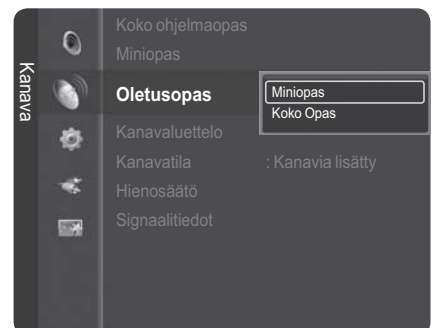 Kanava
Koko ohjelmaopas
Miniopas
Oletusopas
Miniopas
Koko Opas
Kanavaluettelo
Kanavatila : Kanavia lisätty
Hienosäätö
Signaalitiedot